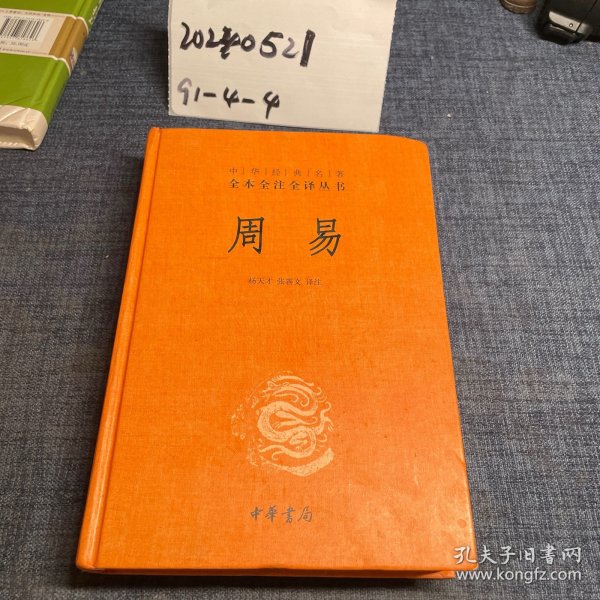 20240521
91-4-4
中华经典名著
全本全注全译丛书
周易
杨天才 张善文 译注
中華書局
孔夫子旧书网
www.kongfz.com